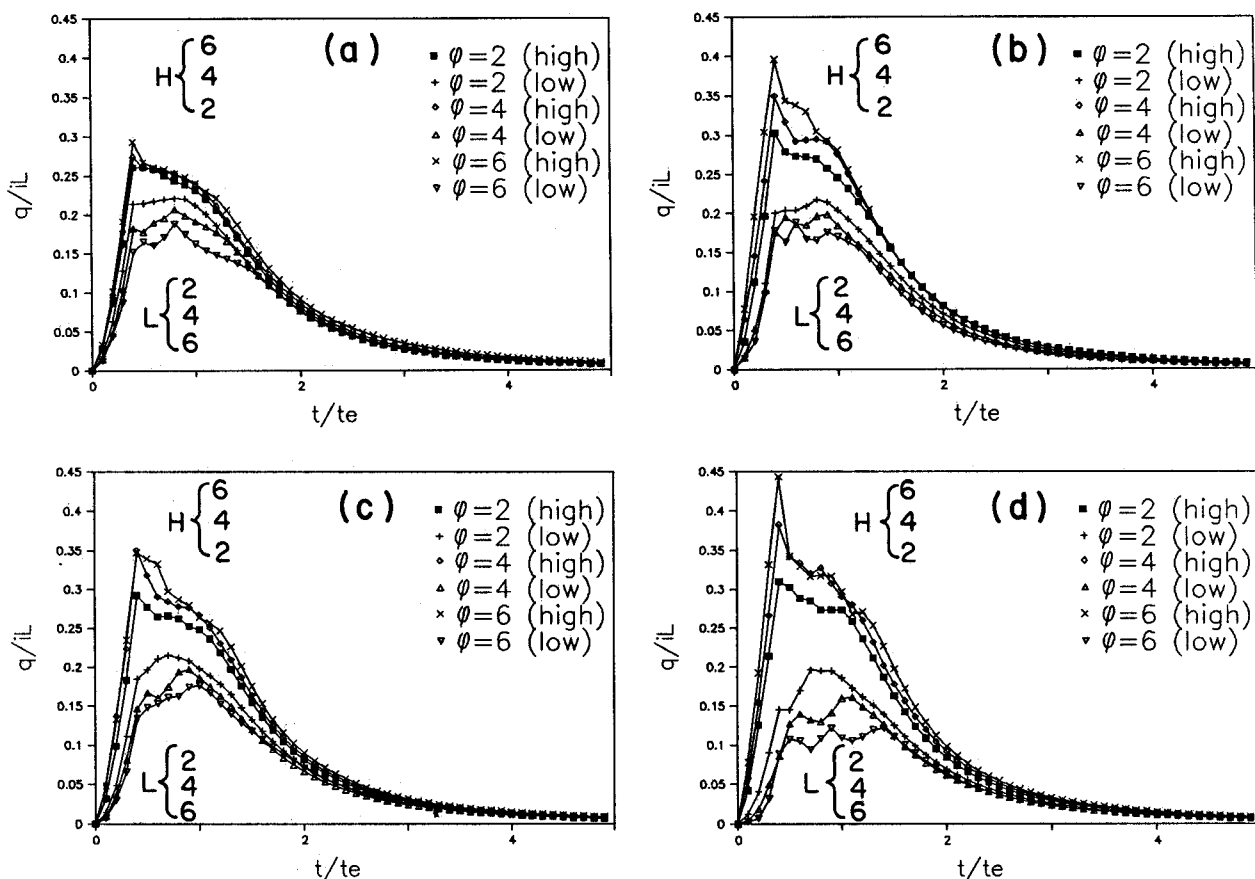 (a)
H { 6
4
2
φ=2 (high)
φ=2 (low)
φ=4 (high)
φ=4 (low)
φ=6 (high)
φ=6 (low)
L { 2
4
6
0.45
0.4
0.35
0.3
0.25
0.2
0.15
0.1
0.05
0
q/iL
0 2 4
t/te
(b)
H { 6
4
2
φ=2 (high)
φ=2 (low)
φ=4 (high)
φ=4 (low)
φ=6 (high)
φ=6 (low)
L { 2
4
6
0.45
0.4
0.35
0.3
0.25
0.2
0.15
0.1
0.05
0
q/iL
0 2 4
t/te
(c)
H { 6
4
2
φ=2 (high)
φ=2 (low)
φ=4 (high)
φ=4 (low)
φ=6 (high)
φ=6 (low)
L { 2
4
6
0.45
0.4
0.35
0.3
0.25
0.2
0.15
0.1
0.05
0
q/iL
0 2 4
t/te
(d)
H { 6
4
2
φ=2 (high)
φ=2 (low)
φ=4 (high)
φ=4 (low)
φ=6 (high)
φ=6 (low)
L { 2
4
6
0.45
0.4
0.35
0.3
0.25
0.2
0.15
0.1
0.05
0
q/iL
0 2 4
t/te